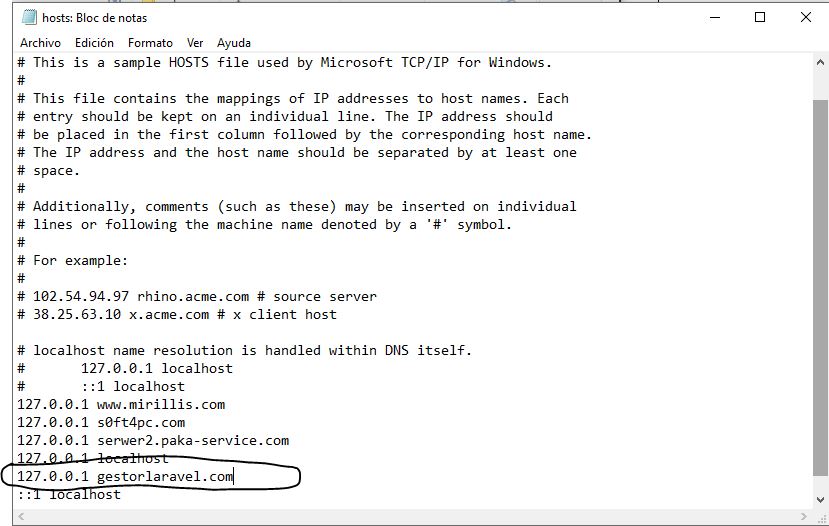 hosts: Bloc de notas
Archivo Edición Formato Ver Ayuda
# This is a sample HOSTS file used by Microsoft TCP/IP for Windows.
#
# This file contains the mappings of IP addresses to host names. Each
# entry should be kept on an individual line. The IP address should
# be placed in the first column followed by the corresponding host name.
# The IP address and the host name should be separated by at least one
# space.
#
# Additionally, comments (such as these) may be inserted on individual
# lines or following the machine name denoted by a '#' symbol.
#
# For example:
#
# 102.54.94.97 rhino.acme.com # source server
# 38.25.63.10 x.acme.com # x client host
# localhost name resolution is handled within DNS itself.
# 127.0.0.1 localhost
# ::1 localhost
127.0.0.1 www.mirillis.com
127.0.0.1 s0ft4pc.com
127.0.0.1 serwer2.paka-service.com
127.0.0.1 localhost
127.0.0.1 gestorlaravel.com
::1 localhost